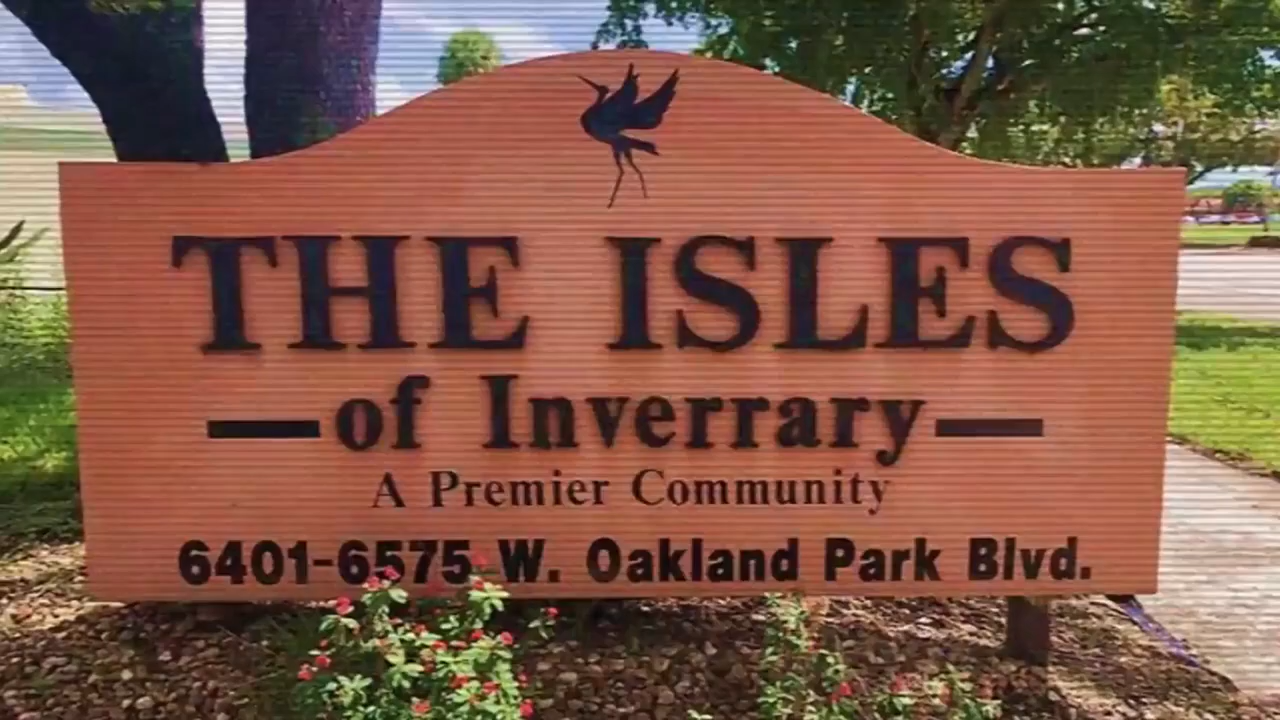 THE ISLES
of Inverrary
A Premier Community
6401-6575 W. Oakland Park Blvd.